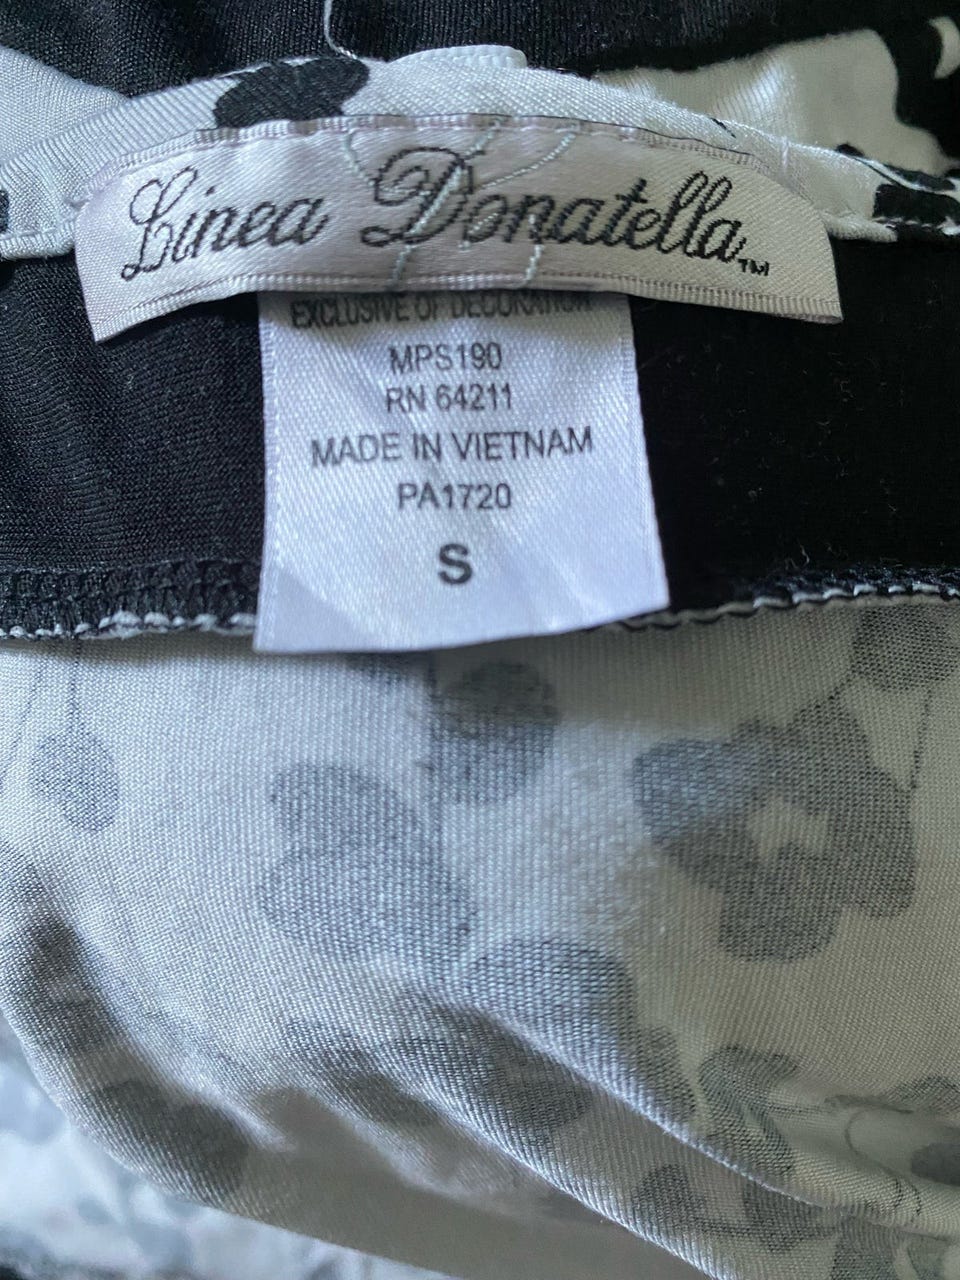 Linea Donatella™
EXCLUSIVE OF DECORATION
MPS190
RN 64211
MADE IN VIETNAM
PA1720
S